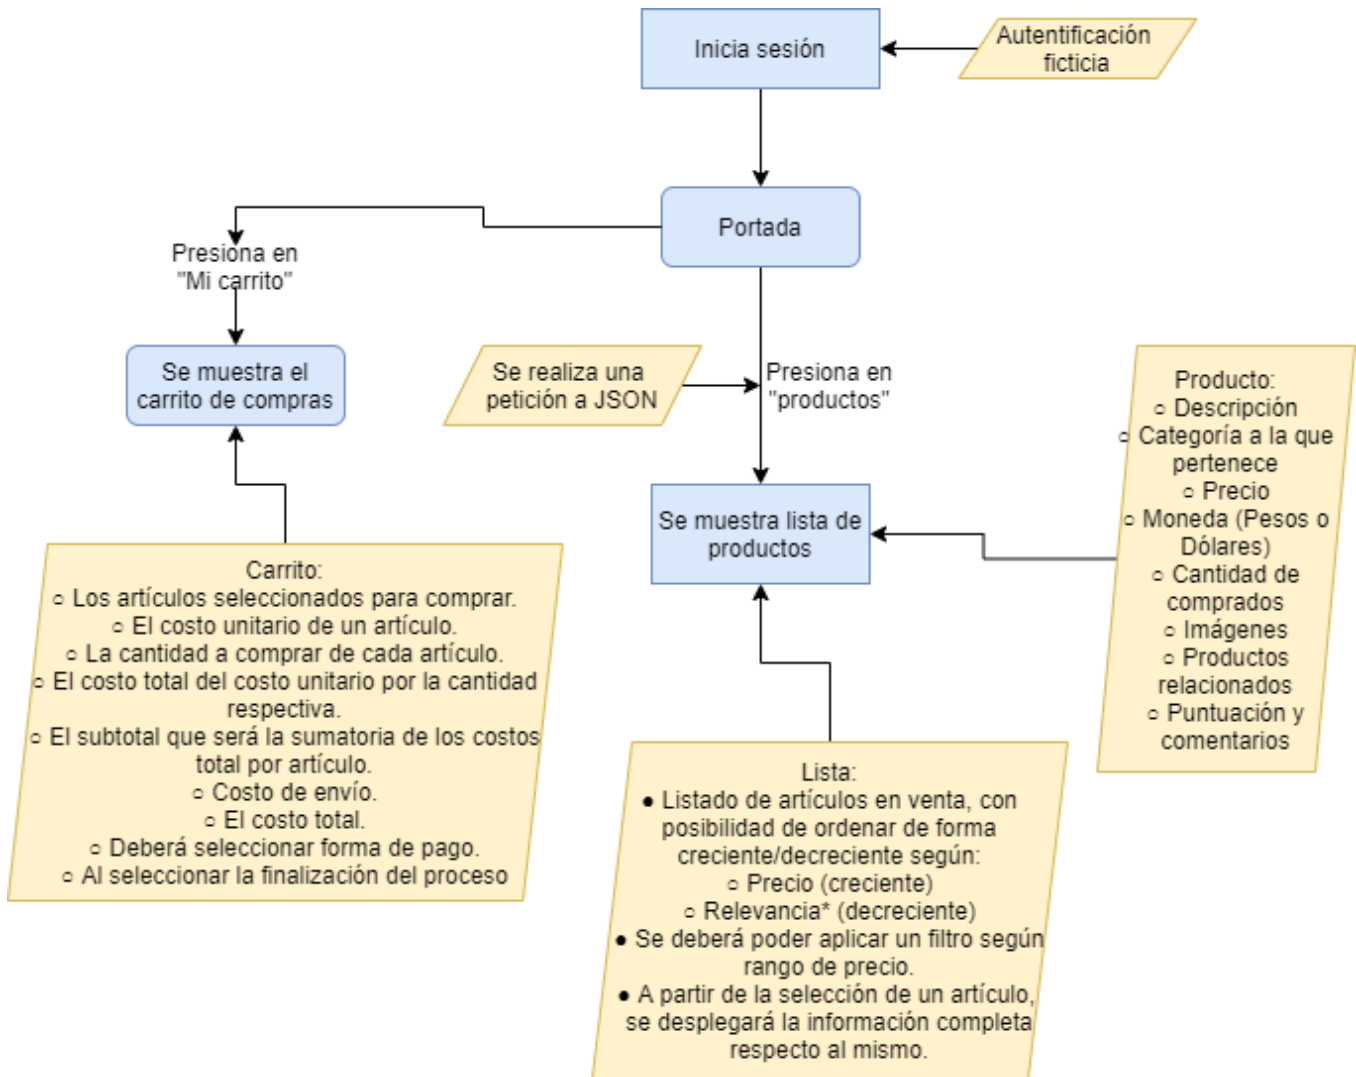 Inicia sesión
Autentificación
ficticia
Portada
Presiona en
"Mi carrito"
Se muestra el
carrito de compras
Se realiza una
petición a JSON
Presiona en
"productos"
Se muestra lista de
productos
Producto:
○ Descripción
○ Categoría a la que
pertenece
○ Precio
○ Moneda (Pesos o
Dólares)
○ Cantidad de
comprados
○ Imágenes
○ Productos
relacionados
○ Puntuación y
comentarios
Carrito:
○ Los artículos seleccionados para comprar.
○ El costo unitario de un artículo.
○ La cantidad a comprar de cada artículo.
○ El costo total del costo unitario por la cantidad
respectiva.
○ El subtotal que será la sumatoria de los costos
total por artículo.
○ Costo de envío.
○ El costo total.
○ Deberá seleccionar forma de pago.
○ Al seleccionar la finalización del proceso
Lista:
● Listado de artículos en venta, con
posibilidad de ordenar de forma
creciente/decreciente según:
○ Precio (creciente)
○ Relevancia* (decreciente)
● Se deberá poder aplicar un filtro según
rango de precio.
● A partir de la selección de un artículo,
se desplegará la información completa
respecto al mismo.